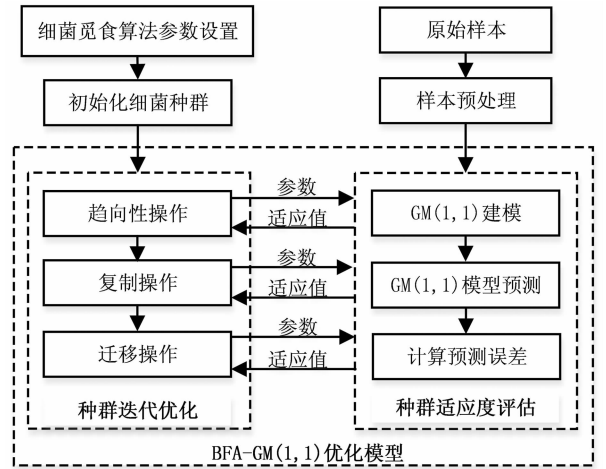 细菌觅食算法参数设置
原始样本
初始化细菌种群
样本预处理
参数
趋向性操作
适应值
GM(1,1)建模
参数
复制操作
适应值
GM(1,1)模型预测
参数
迁移操作
适应值
计算预测误差
种群迭代优化
种群适应度评估
BFA-GM(1,1)优化模型